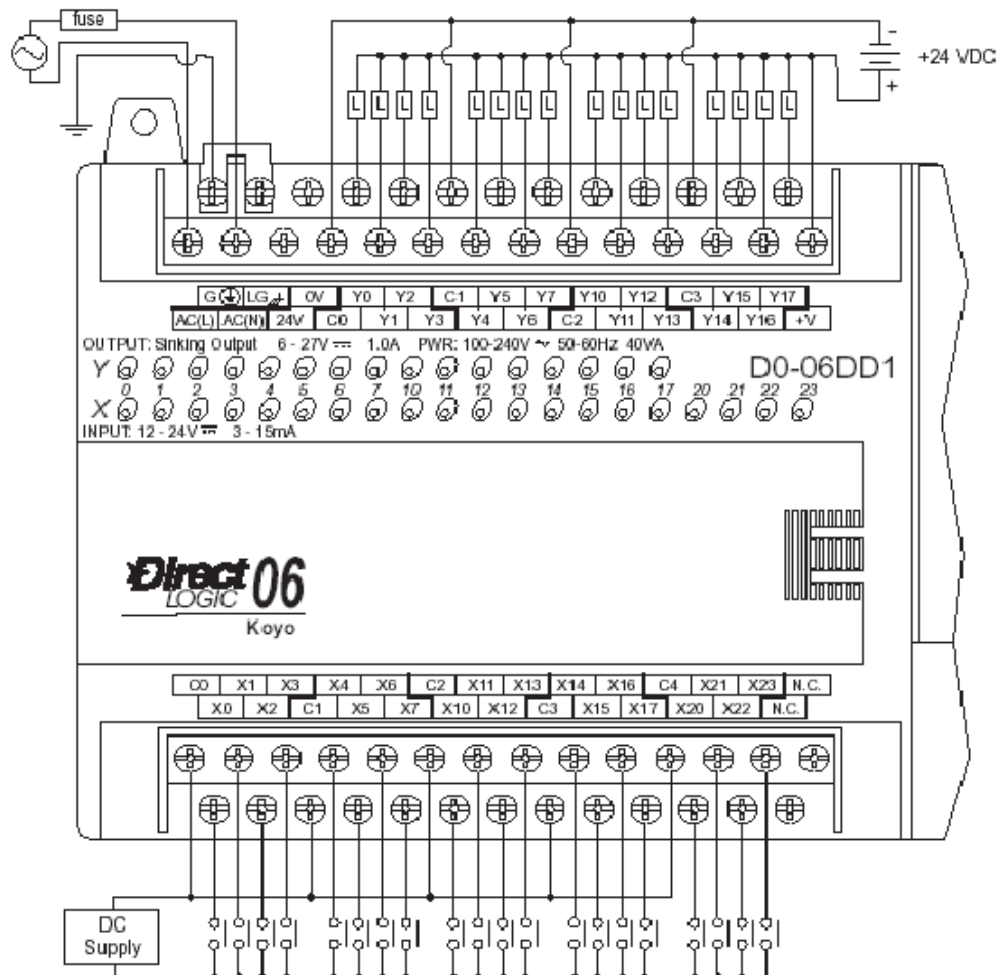 fuse
-
+24 VDC
+
L L L L L L L L L L L L L L L L
G LG 0V Y0 Y2 C1 Y5 Y7 Y10 Y12 C3 Y15 Y17
AC(L) AC(N) 24V C0 Y1 Y3 Y4 Y6 C2 Y11 Y13 Y14 Y16 +V
OUTPUT: Sinking Output 6 - 27V ⎓ 1.0A PWR: 100-240V ~ 50-60Hz 40VA
Y D0-06DD1
0 1 2 3 4 5 6 7 10 11 12 13 14 15 16 17 20 21 22 23
X
INPUT: 12 - 24V ⎓ 3 - 15mA
Direct 06
LOGIC
Koyo
C0 X1 X3 X4 X6 C2 X11 X13 X14 X16 C4 X21 X23 N.C.
X0 X2 C1 X5 X7 X10 X12 C3 X15 X17 X20 X22 N.C.
DC
Supply